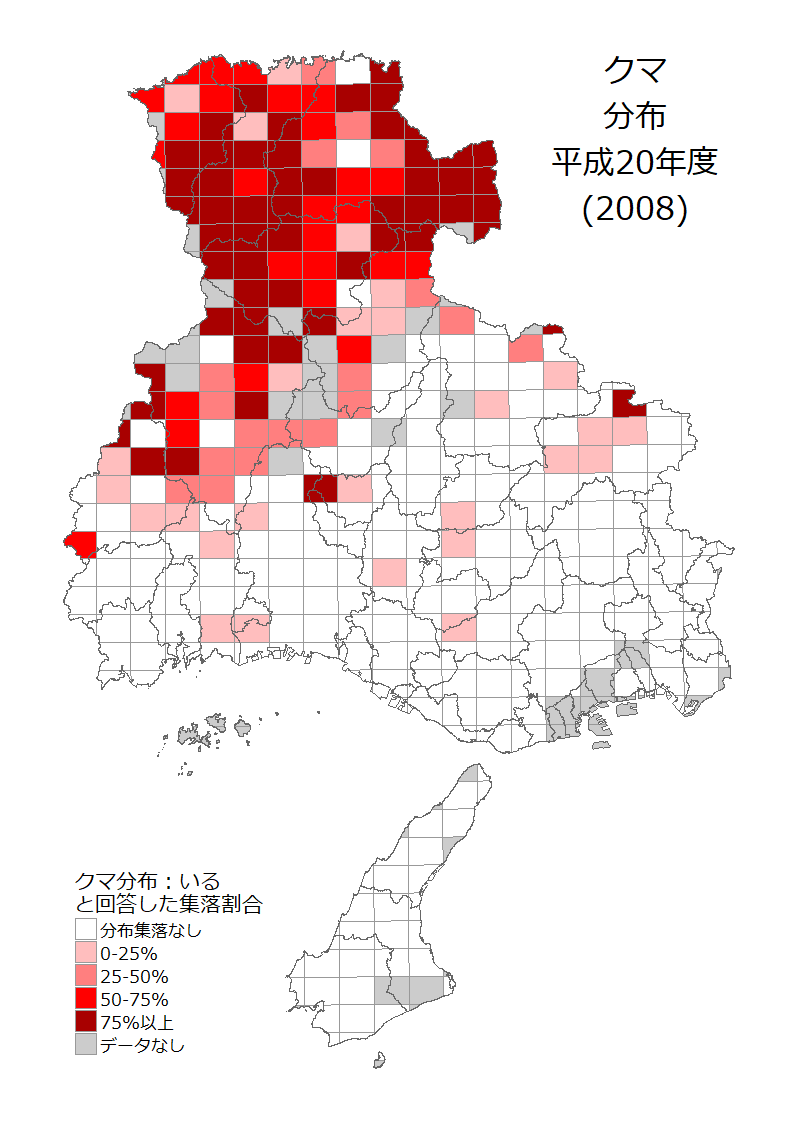 クマ
分布
平成20年度
(2008)
クマ分布：いる
と回答した集落割合
分布集落なし
0-25%
25-50%
50-75%
75%以上
データなし